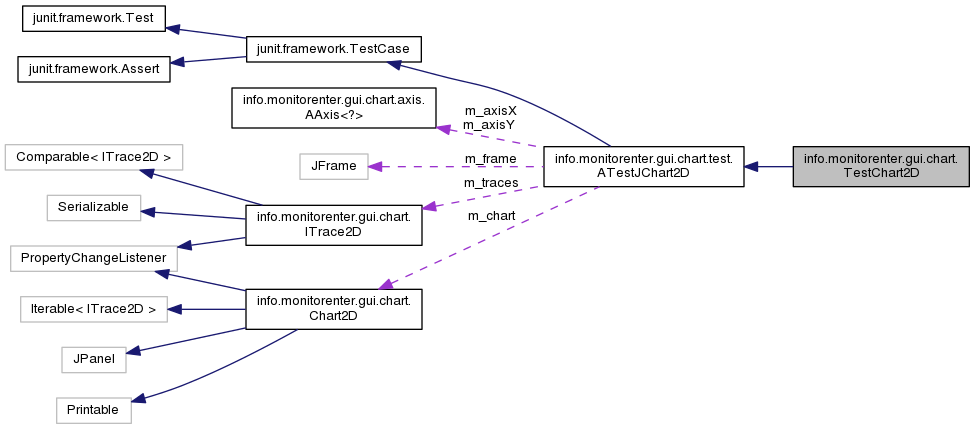 junit.framework.Test
junit.framework.TestCase
junit.framework.Assert
info.monitorenter.gui.chart.axis.
AAxis<?>
m_axisX
m_axisY
Comparable< ITrace2D >
JFrame
m_frame
info.monitorenter.gui.chart.test.
ATestJChart2D
info.monitorenter.gui.chart.
TestChart2D
m_traces
Serializable
info.monitorenter.gui.chart.
ITrace2D
m_chart
PropertyChangeListener
info.monitorenter.gui.chart.
Chart2D
Iterable< ITrace2D >
JPanel
Printable